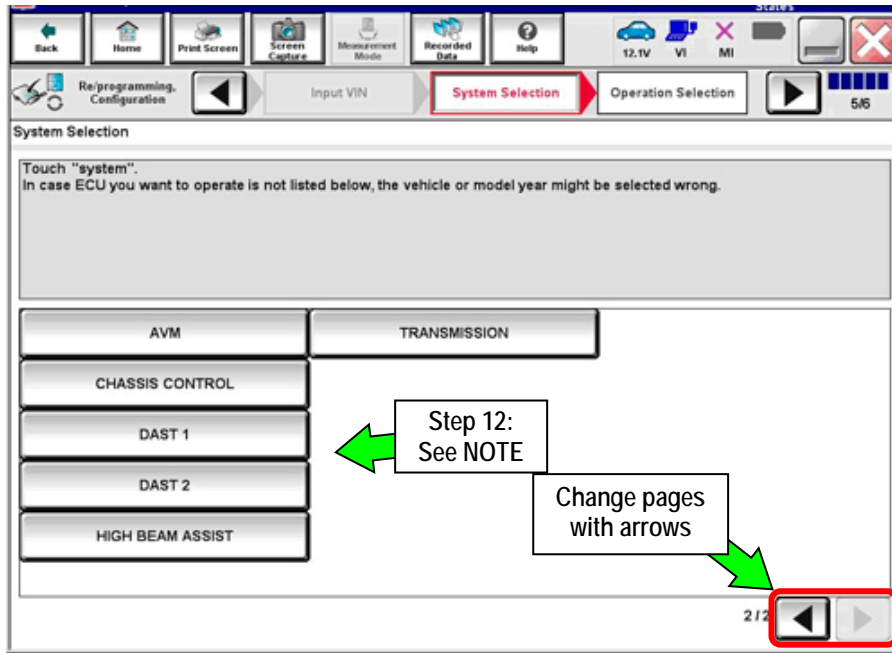 States
Back
Home
Print Screen
Screen Capture
Measurement Mode
Recorded Data
Help
12.1V
VI
MI
Re/programming, Configuration
Input VIN
System Selection
Operation Selection
5/6
System Selection
Touch "system".
In case ECU you want to operate is not listed below, the vehicle or model year might be selected wrong.
AVM
TRANSMISSION
CHASSIS CONTROL
DAST 1
Step 12:
See NOTE
DAST 2
Change pages
with arrows
HIGH BEAM ASSIST
2/2